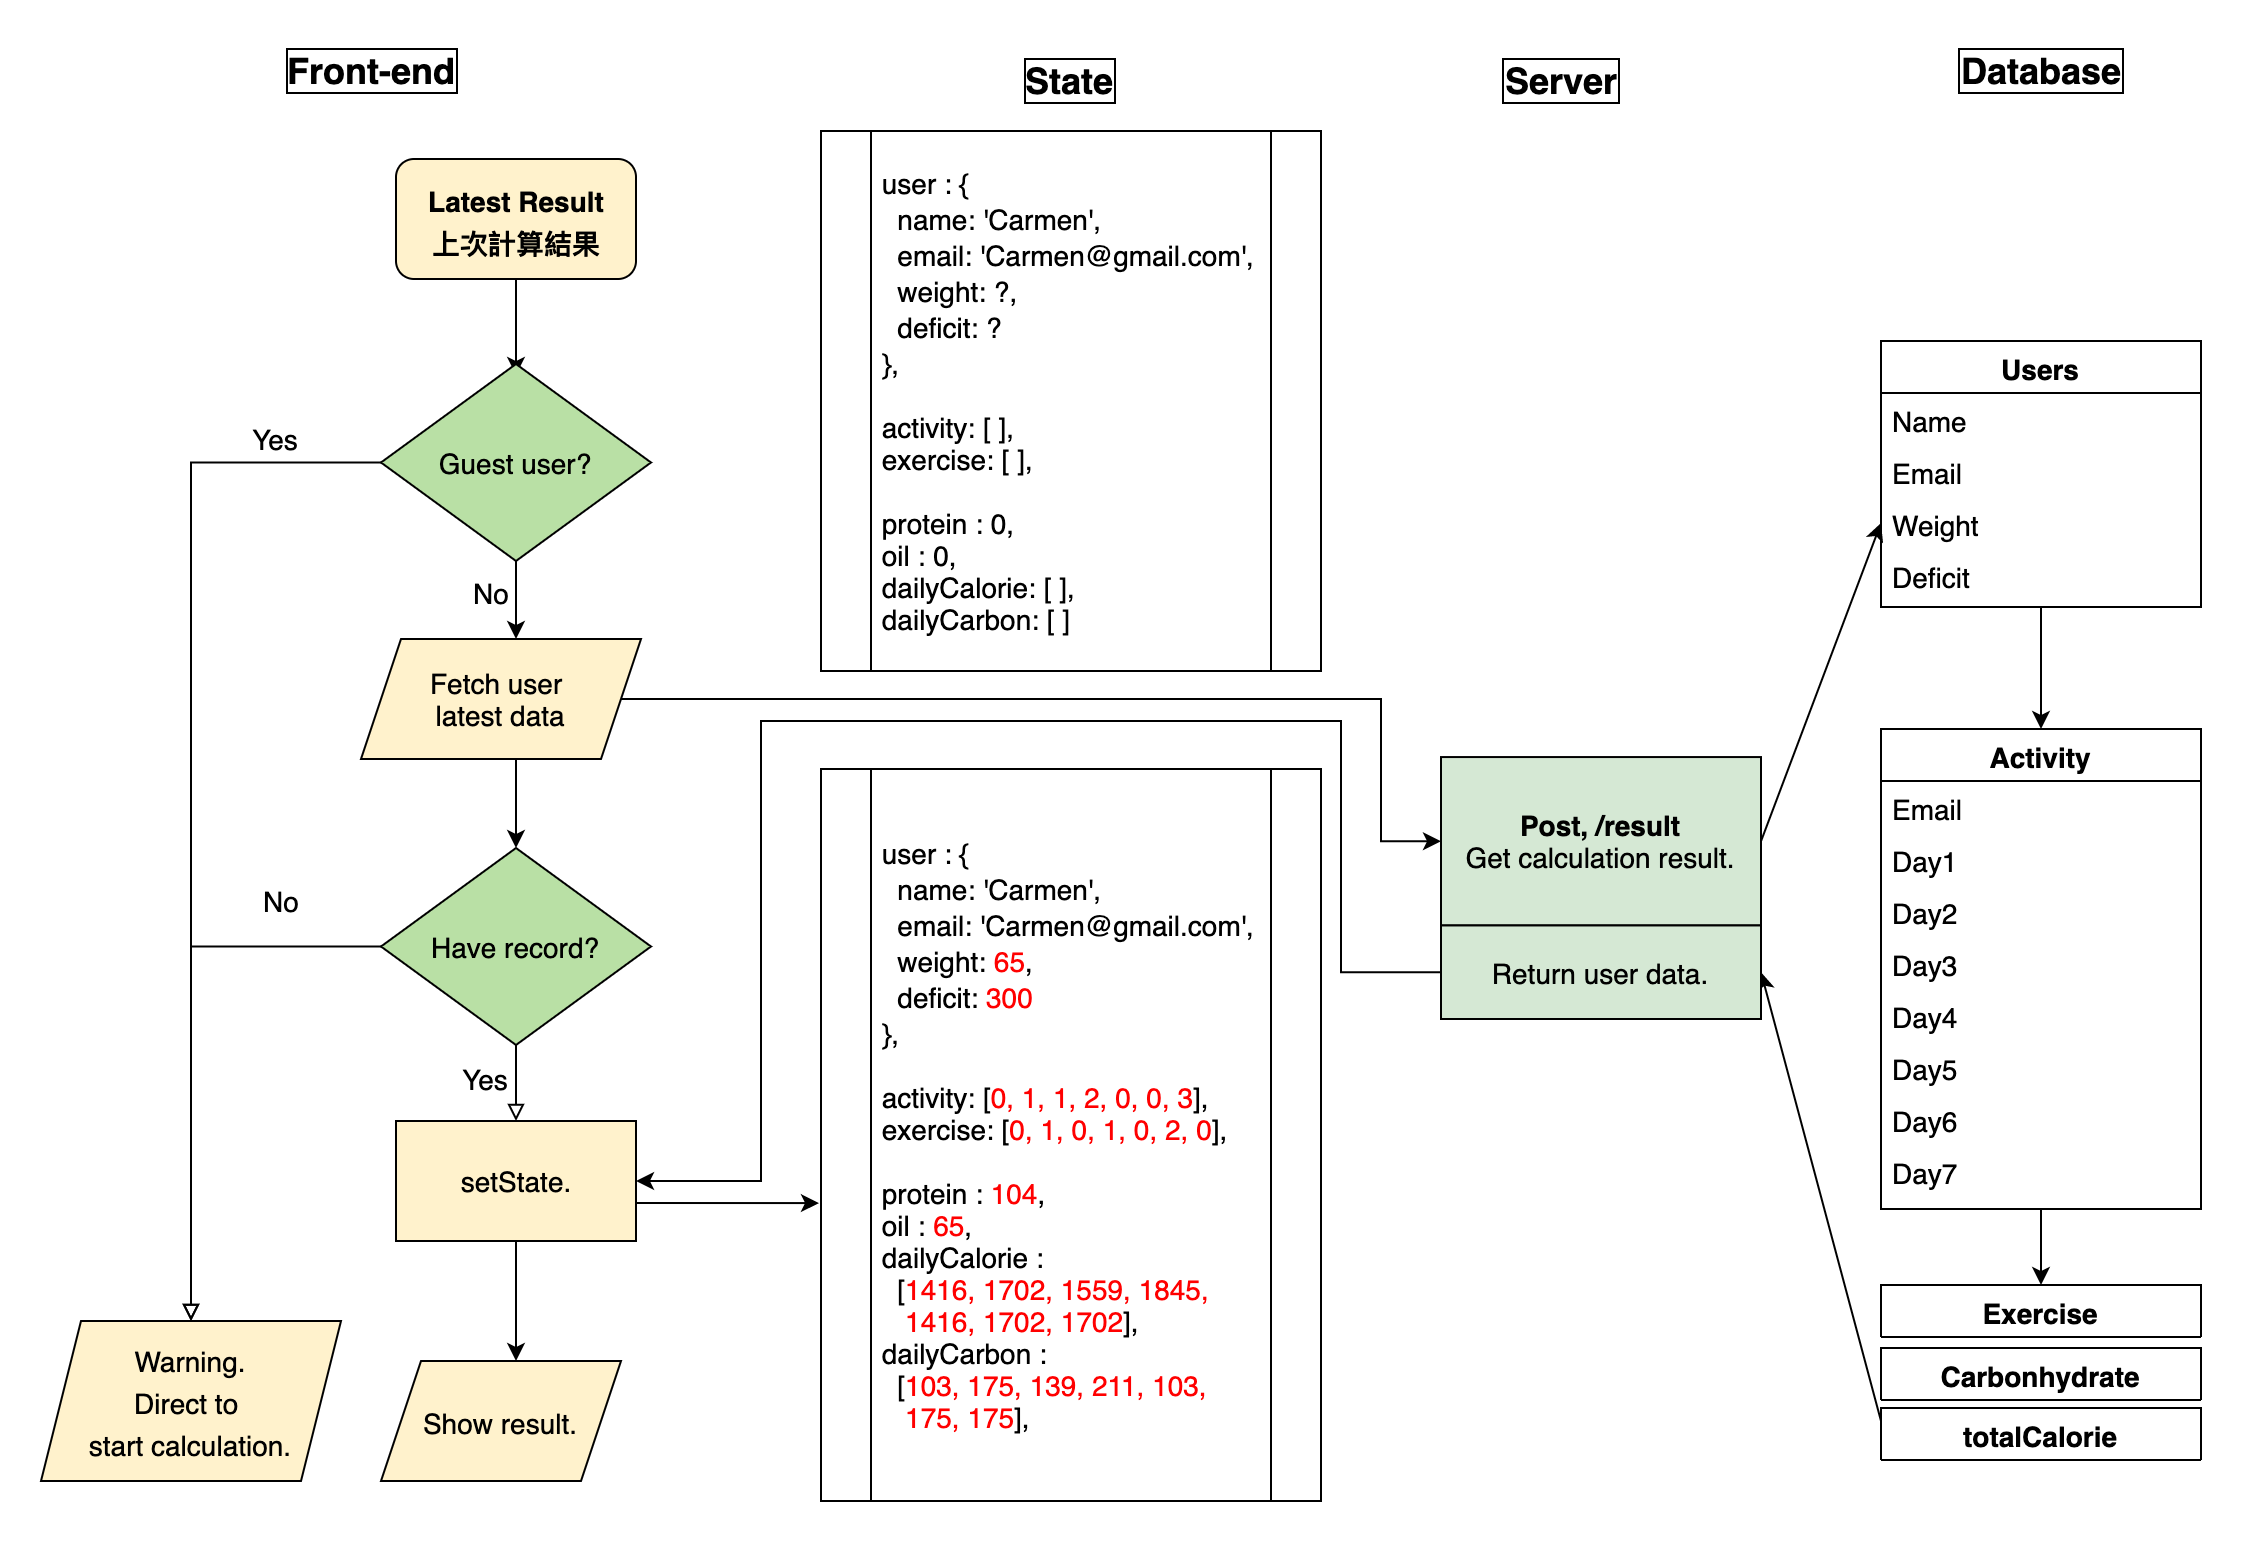 Front-end
State
Server
Database
Latest Result
上次計算結果
Guest user?
Yes
No
Fetch user
latest data
Have record?
No
Yes
setState.
Show result.
Warning.
Direct to
start calculation.
user : {
name: 'Carmen',
email: 'Carmen@gmail.com',
weight: ?,
deficit: ?
},
activity: [ ],
exercise: [ ],
protein : 0,
oil : 0,
dailyCalorie: [ ],
dailyCarbon: [ ]
user : {
name: 'Carmen',
email: 'Carmen@gmail.com',
weight: 65,
deficit: 300
},
activity: [0, 1, 1, 2, 0, 0, 3],
exercise: [0, 1, 0, 1, 0, 2, 0],
protein : 104,
oil : 65,
dailyCalorie :
[1416, 1702, 1559, 1845,
1416, 1702, 1702],
dailyCarbon :
[103, 175, 139, 211, 103,
175, 175],
Post, /result
Get calculation result.
Return user data.
Users
Name
Email
Weight
Deficit
Activity
Email
Day1
Day2
Day3
Day4
Day5
Day6
Day7
Exercise
Carbonhydrate
totalCalorie